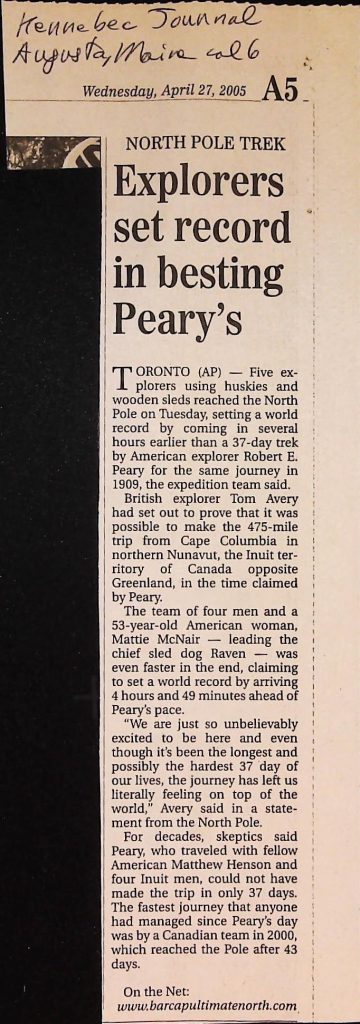 Kennebec Journal
Augusta, Maine col 6
Wednesday, April 27, 2005 A5
NORTH POLE TREK
Explorers
set record
in besting
Peary's
TORONTO (AP) — Five ex-
plorers using huskies and
wooden sleds reached the North
Pole on Tuesday, setting a world
record by coming in several
hours earlier than a 37-day trek
by American explorer Robert E.
Peary for the same journey in
1909, the expedition team said.
British explorer Tom Avery
had set out to prove that it was
possible to make the 475-mile
trip from Cape Columbia in
northern Nunavut, the Inuit ter-
ritory of Canada opposite
Greenland, in the time claimed
by Peary.
The team of four men and a
53-year-old American woman,
Mattie McNair — leading the
chief sled dog Raven — was
even faster in the end, claiming
to set a world record by arriving
4 hours and 49 minutes ahead of
Peary's pace.
"We are just so unbelievably
excited to be here and even
though it's been the longest and
possibly the hardest 37 day of
our lives, the journey has left us
literally feeling on top of the
world," Avery said in a state-
ment from the North Pole.
For decades, skeptics said
Peary, who traveled with fellow
American Matthew Henson and
four Inuit men, could not have
made the trip in only 37 days.
The fastest journey that anyone
had managed since Peary's day
was by a Canadian team in 2000,
which reached the Pole after 43
days.
On the Net:
www.barcapultimatenorth.com